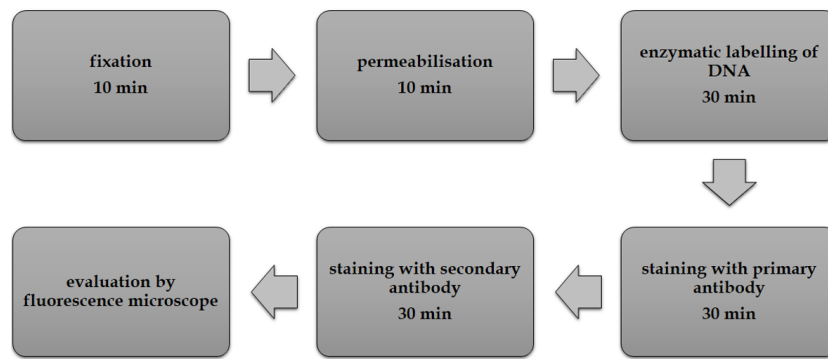 fixation
10 min
permeabilisation
10 min
enzymatic labelling of
DNA
30 min
staining with primary
antibody
30 min
staining with secondary
antibody
30 min
evaluation by
fluorescence microscope